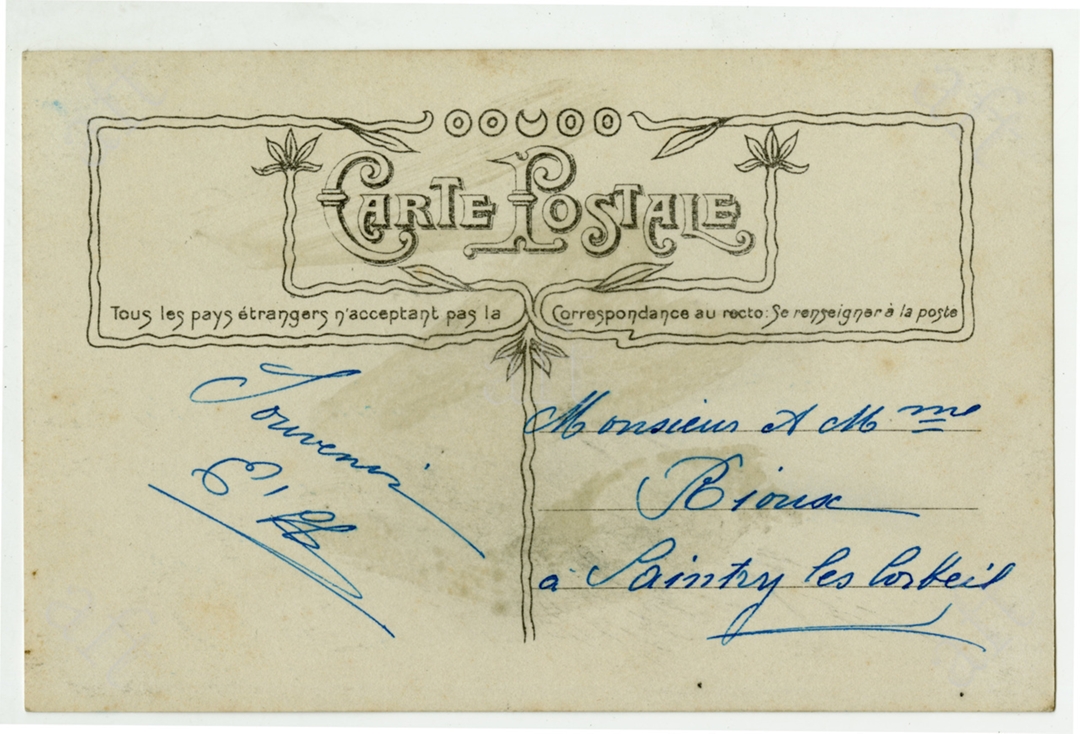 CARTE POSTALE
Tous les pays étrangers n'acceptant pas la Correspondance au recto: Se renseigner à la poste
Souvenir
Monsieur & Mme
Rioux
à Saintry les Corbeil